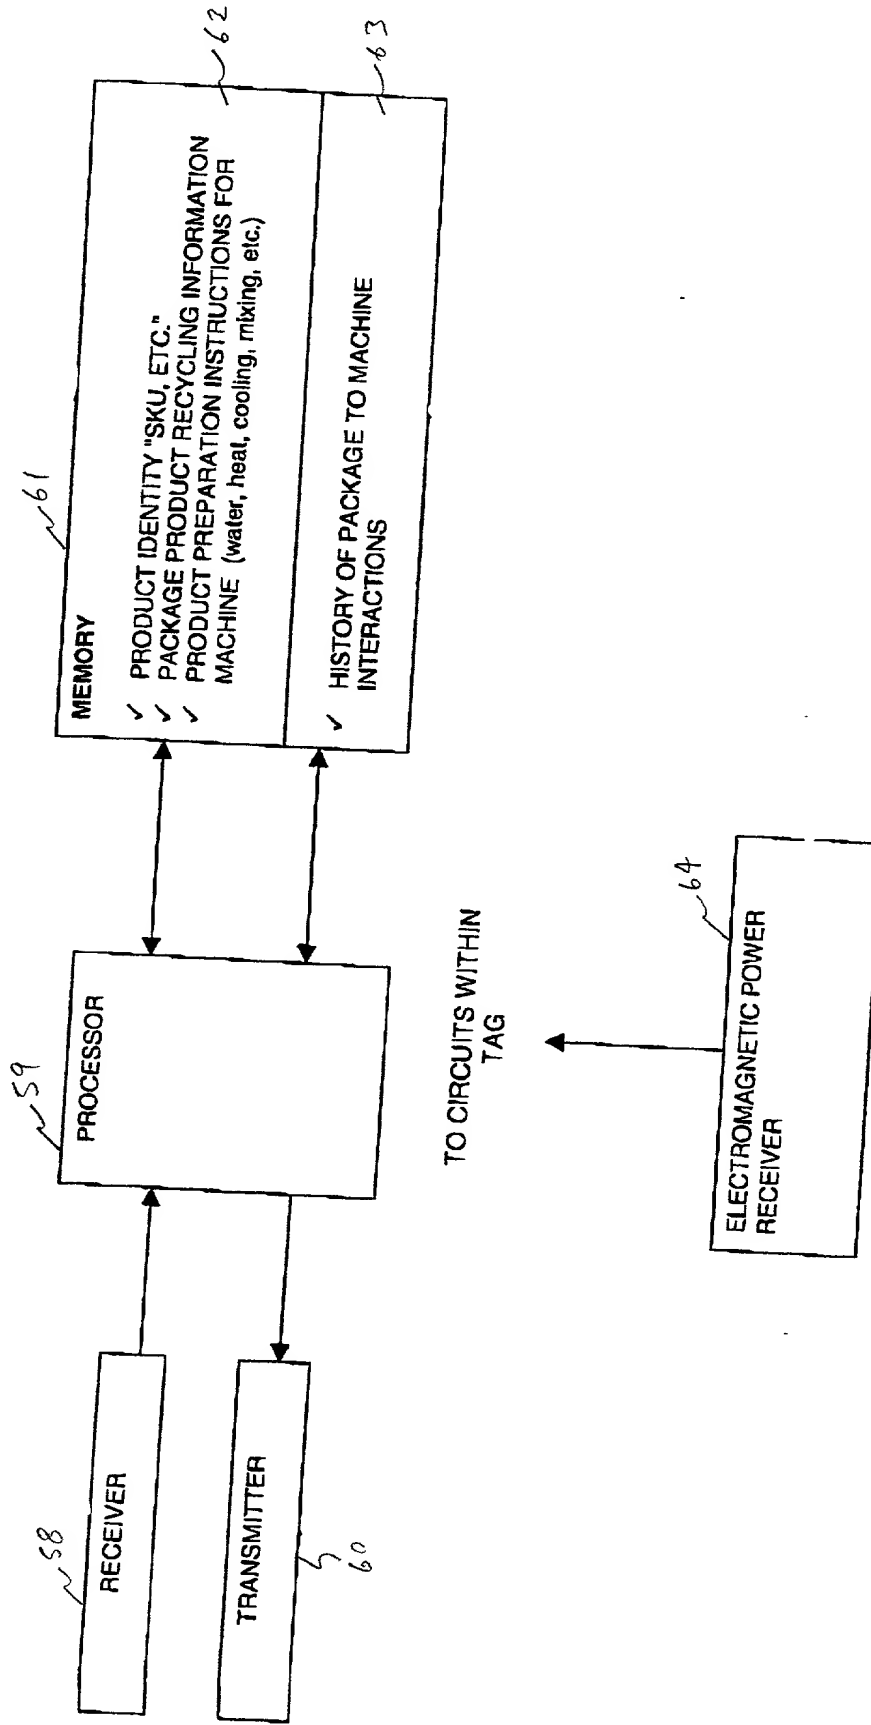 58
RECEIVER
TRANSMITTER
60
59
PROCESSOR
61
MEMORY
✓ PRODUCT IDENTITY "SKU, ETC."
✓ PACKAGE PRODUCT RECYCLING INFORMATION
✓ PRODUCT PREPARATION INSTRUCTIONS FOR
MACHINE (water, heat, cooling, mixing, etc.)
62
✓ HISTORY OF PACKAGE TO MACHINE
INTERACTIONS
63
TO CIRCUITS WITHIN
TAG
64
ELECTROMAGNETIC POWER
RECEIVER